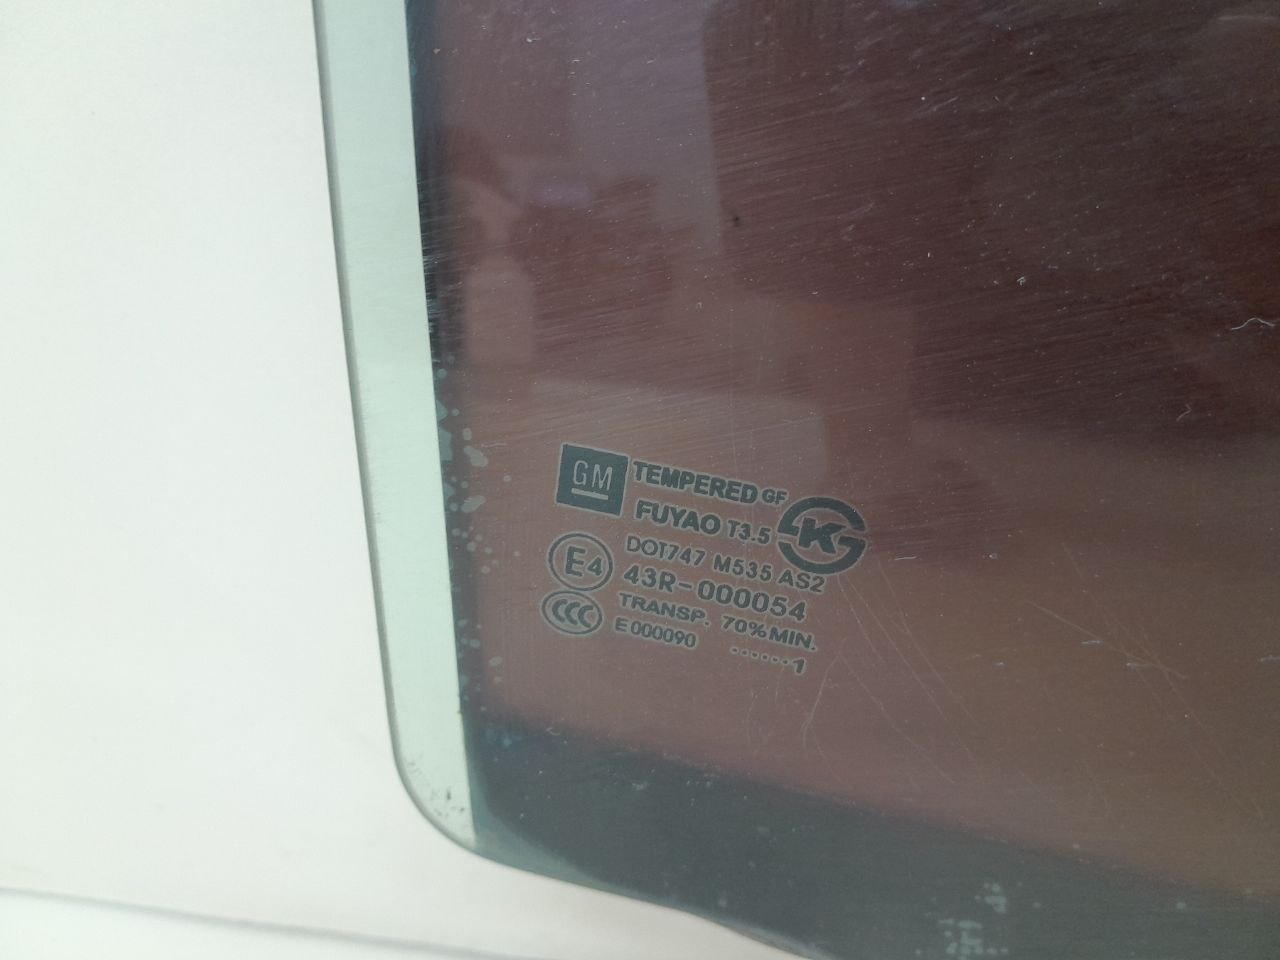 GM TEMPERED GF
FUYAO T3.5
K
DOT747 M535 AS2
E4 43R-000054
TRANSP. 70%MIN.
CCC E000090
.......1